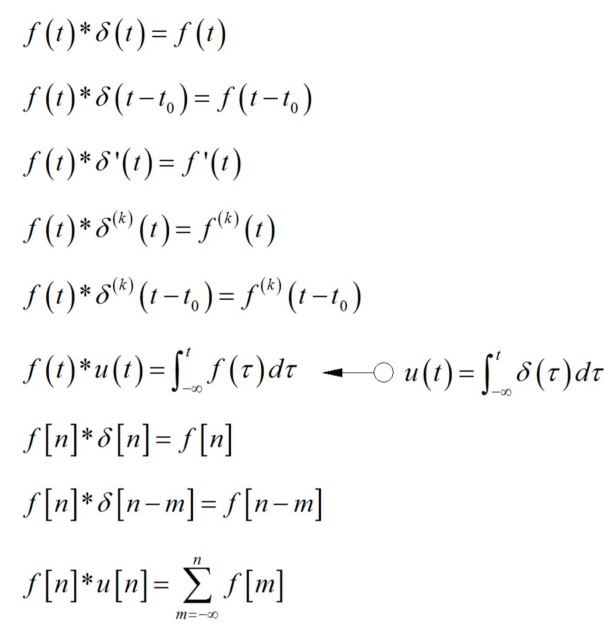 f(t)*δ(t)=f(t)
f(t)*δ(t−t₀)=f(t−t₀)
f(t)*δ'(t)=f'(t)
f(t)*δ⁽ᵏ⁾(t)=f⁽ᵏ⁾(t)
f(t)*δ⁽ᵏ⁾(t−t₀)=f⁽ᵏ⁾(t−t₀)
f(t)*u(t)=∫_{−∞}^{t} f(τ)dτ u(t)=∫_{−∞}^{t} δ(τ)dτ
f[n]*δ[n]=f[n]
f[n]*δ[n−m]=f[n−m]
f[n]*u[n]=∑_{m=−∞}^{n} f[m]